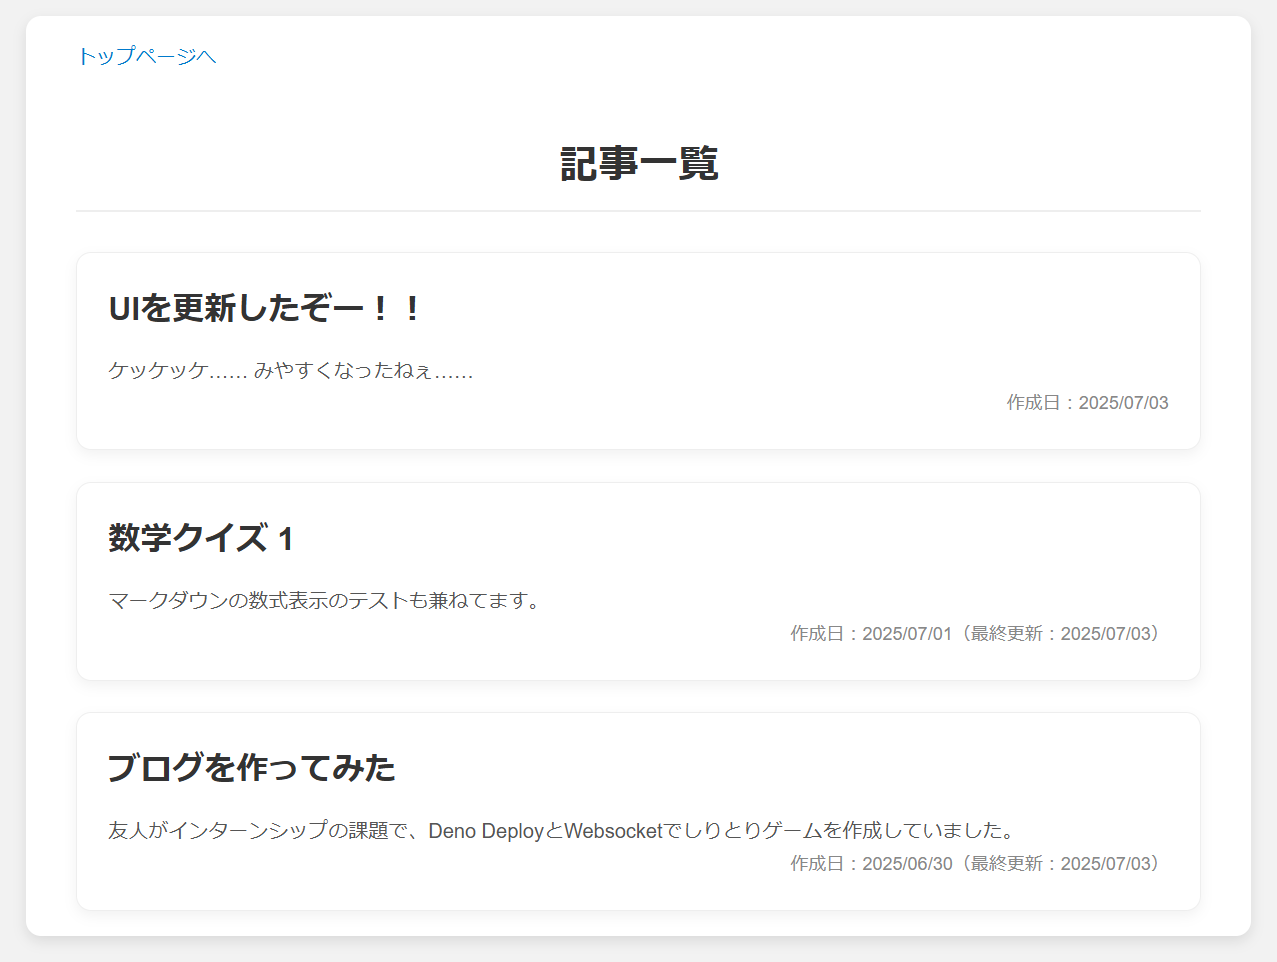 トップページへ
記事一覧
UIを更新したぞー！！
ケッケッケ…… みやすくなったねぇ……
作成日：2025/07/03
数学クイズ 1
マークダウンの数式表示のテストも兼ねてます。
作成日：2025/07/01（最終更新：2025/07/03）
ブログを作ってみた
友人がインターンシップの課題で、Deno DeployとWebsocketでしりとりゲームを作成していました。
作成日：2025/06/30（最終更新：2025/07/03）